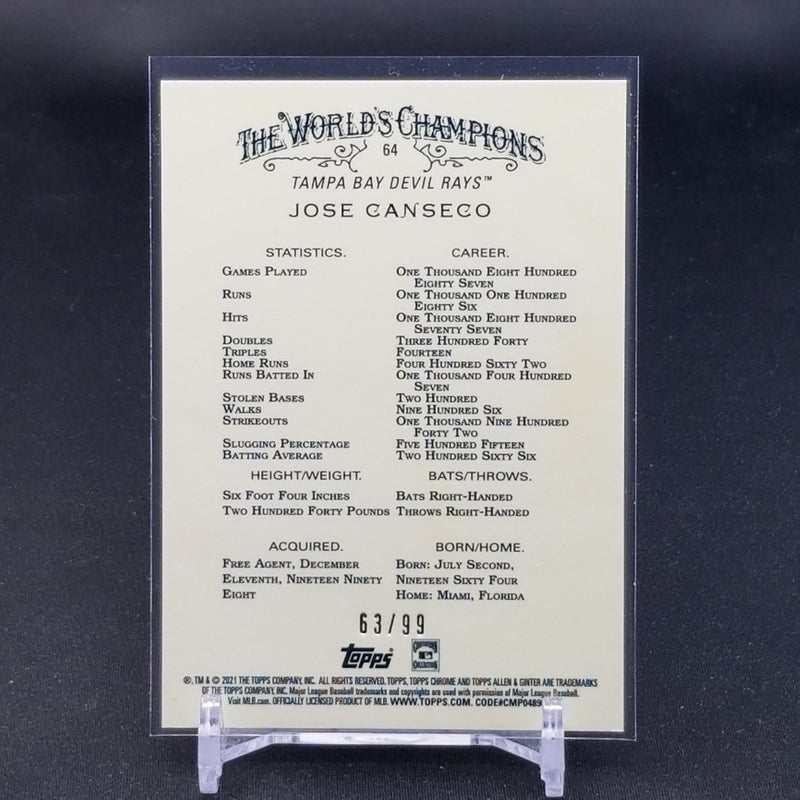 THE WORLD'S CHAMPIONS
64
TAMPA BAY DEVIL RAYS™
JOSE CANSECO
STATISTICS. CAREER.
GAMES PLAYED ONE THOUSAND EIGHT HUNDRED
EIGHTY SEVEN
RUNS ONE THOUSAND ONE HUNDRED
EIGHTY SIX
HITS ONE THOUSAND EIGHT HUNDRED
SEVENTY SEVEN
DOUBLES THREE HUNDRED FORTY
TRIPLES FOURTEEN
HOME RUNS FOUR HUNDRED SIXTY TWO
RUNS BATTED IN ONE THOUSAND FOUR HUNDRED
SEVEN
STOLEN BASES TWO HUNDRED
WALKS NINE HUNDRED SIX
STRIKEOUTS ONE THOUSAND NINE HUNDRED
FORTY TWO
SLUGGING PERCENTAGE FIVE HUNDRED FIFTEEN
BATTING AVERAGE TWO HUNDRED SIXTY SIX
HEIGHT/WEIGHT. BATS/THROWS.
SIX FOOT FOUR INCHES BATS RIGHT-HANDED
TWO HUNDRED FORTY POUNDS THROWS RIGHT-HANDED
ACQUIRED. BORN/HOME.
FREE AGENT, DECEMBER BORN: JULY SECOND,
ELEVENTH, NINETEEN NINETY NINETEEN SIXTY FOUR
EIGHT HOME: MIAMI, FLORIDA
63/99
Topps
®, TM & © 2021 THE TOPPS COMPANY, INC. ALL RIGHTS RESERVED. TOPPS, TOPPS CHROME AND TOPPS ALLEN & GINTER ARE TRADEMARKS
OF THE TOPPS COMPANY, INC. Major League Baseball trademarks and copyrights are used with permission of Major League Baseball.
Visit MLB.com. OFFICIALLY LICENSED PRODUCT OF MLB. WWW.TOPPS.COM. CODE#CMP0489